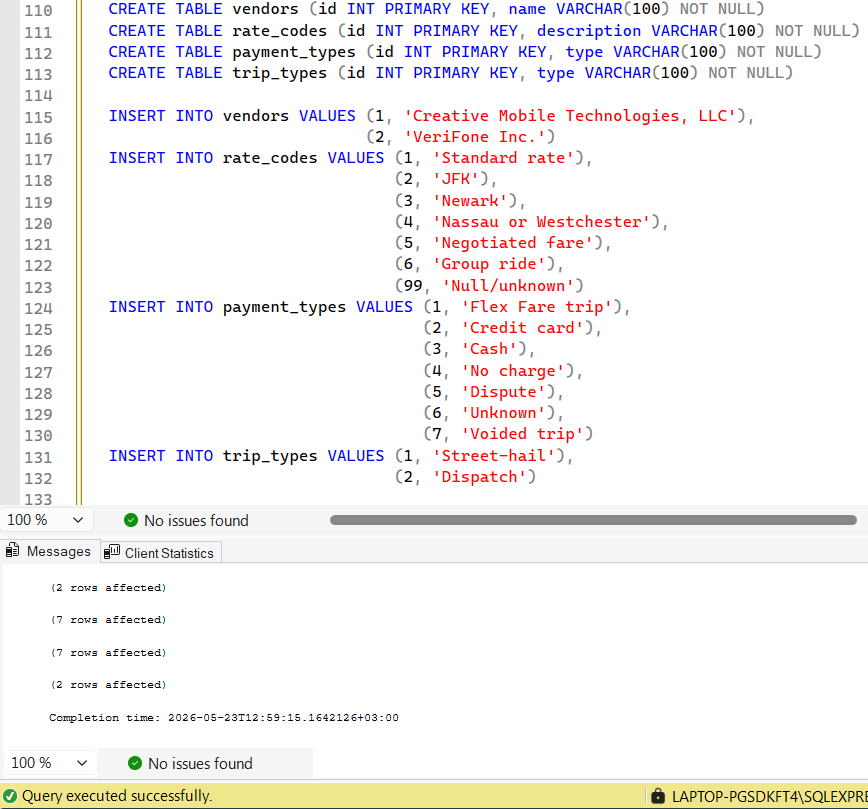 110 CREATE TABLE vendors (id INT PRIMARY KEY, name VARCHAR(100) NOT NULL)
111 CREATE TABLE rate_codes (id INT PRIMARY KEY, description VARCHAR(100) NOT NULL)
112 CREATE TABLE payment_types (id INT PRIMARY KEY, type VARCHAR(100) NOT NULL)
113 CREATE TABLE trip_types (id INT PRIMARY KEY, type VARCHAR(100) NOT NULL)
114
115 INSERT INTO vendors VALUES (1, 'Creative Mobile Technologies, LLC'),
116 (2, 'VeriFone Inc.')
117 INSERT INTO rate_codes VALUES (1, 'Standard rate'),
118 (2, 'JFK'),
119 (3, 'Newark'),
120 (4, 'Nassau or Westchester'),
121 (5, 'Negotiated fare'),
122 (6, 'Group ride'),
123 (99, 'Null/unknown')
124 INSERT INTO payment_types VALUES (1, 'Flex Fare trip'),
125 (2, 'Credit card'),
126 (3, 'Cash'),
127 (4, 'No charge'),
128 (5, 'Dispute'),
129 (6, 'Unknown'),
130 (7, 'Voided trip')
131 INSERT INTO trip_types VALUES (1, 'Street-hail'),
132 (2, 'Dispatch')
133
100 % No issues found
Messages Client Statistics
(2 rows affected)
(7 rows affected)
(7 rows affected)
(2 rows affected)
Completion time: 2026-05-23T12:59:15.1642126+03:00
100 % No issues found
Query executed successfully. LAPTOP-PGSDKFT4\SQLEXPRE